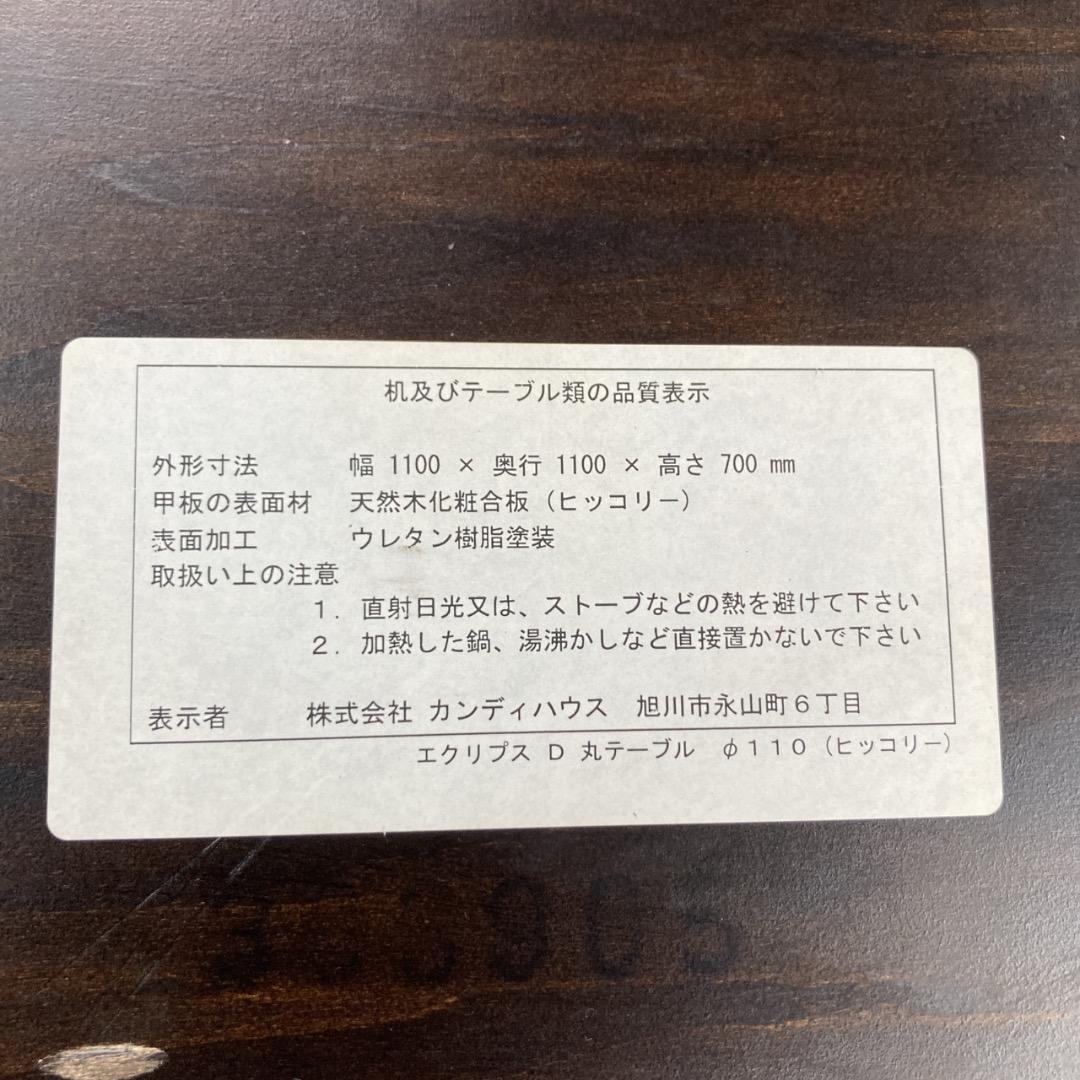 机及びテーブル類の品質表示
外形寸法 幅 1100 × 奥行 1100 × 高さ 700 mm
甲板の表面材 天然木化粧合板（ヒッコリー）
表面加工 ウレタン樹脂塗装
取扱い上の注意
１．直射日光又は、ストーブなどの熱を避けて下さい
２．加熱した鍋、湯沸かしなど直接置かないで下さい
表示者 株式会社 カンディハウス 旭川市永山町６丁目
エクリプス Ｄ 丸テーブル φ１１０（ヒッコリー）